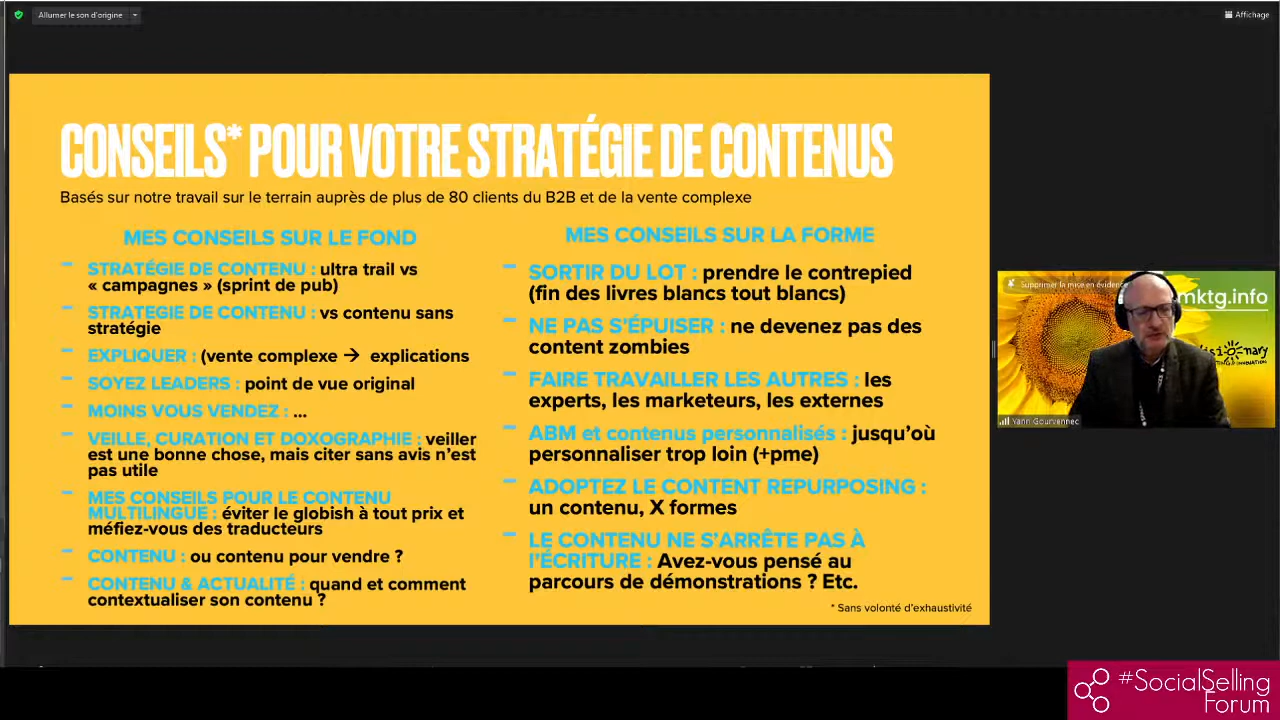 Allumer le son d'origine
Affichage
CONSEILS* POUR VOTRE STRATÉGIE DE CONTENUS
Basés sur notre travail sur le terrain auprès de plus de 80 clients du B2B et de la vente complexe
MES CONSEILS SUR LE FOND
– STRATÉGIE DE CONTENU : ultra trail vs
« campagnes » (sprint de pub)
– STRATEGIE DE CONTENU : vs contenu sans
stratégie
– EXPLIQUER : (vente complexe → explications
– SOYEZ LEADERS : point de vue original
– MOINS VOUS VENDEZ : ...
– VEILLE, CURATION ET DOXOGRAPHIE : veiller
est une bonne chose, mais citer sans avis n'est
pas utile
– MES CONSEILS POUR LE CONTENU
MULTILINGUE : éviter le globish à tout prix et
méfiez-vous des traducteurs
– CONTENU : ou contenu pour vendre ?
– CONTENU & ACTUALITÉ : quand et comment
contextualiser son contenu ?
MES CONSEILS SUR LA FORME
– SORTIR DU LOT : prendre le contrepied
(fin des livres blancs tout blancs)
– NE PAS S'ÉPUISER : ne devenez pas des
content zombies
– FAIRE TRAVAILLER LES AUTRES : les
experts, les marketeurs, les externes
– ABM et contenus personnalisés : jusqu'où
personnaliser trop loin (+pme)
– ADOPTEZ LE CONTENT REPURPOSING :
un contenu, X formes
– LE CONTENU NE S'ARRÊTE PAS À
l'ÉCRITURE : Avez-vous pensé au
parcours de démonstrations ? Etc.
* Sans volonté d'exhaustivité
Supprimer la mise en évidence
mktg.info
Yann Gourvennec
#SocialSelling
Forum